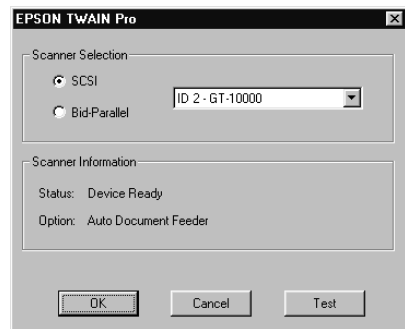 EPSON TWAIN Pro
Scanner Selection
SCSI
ID 2 - GT-10000
Bid-Parallel
Scanner Information
Status: Device Ready
Option: Auto Document Feeder
OK Cancel Test